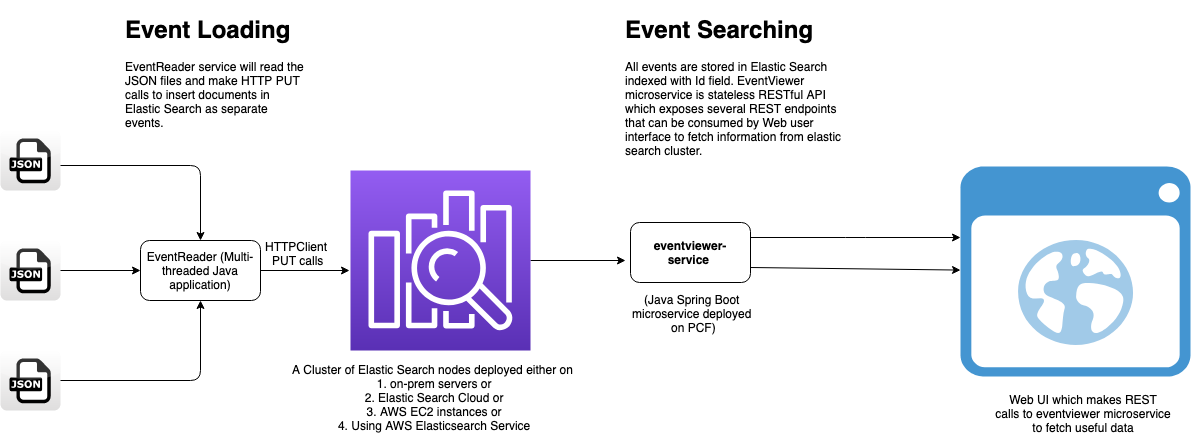 Event Loading
EventReader service will read the
JSON files and make HTTP PUT
calls to insert documents in
Elastic Search as separate
events.
Event Searching
All events are stored in Elastic Search
indexed with Id field. EventViewer
microservice is stateless RESTful API
which exposes several REST endpoints
that can be consumed by Web user
interface to fetch information from elastic
search cluster.
JSON
JSON
JSON
EventReader (Multi-
threaded Java
application)
HTTPClient
PUT calls
A Cluster of Elastic Search nodes deployed either on
1. on-prem servers or
2. Elastic Search Cloud or
3. AWS EC2 instances or
4. Using AWS Elasticsearch Service
eventviewer-
service
(Java Spring Boot
microservice deployed
on PCF)
Web UI which makes REST
calls to eventviewer microservice
to fetch useful data